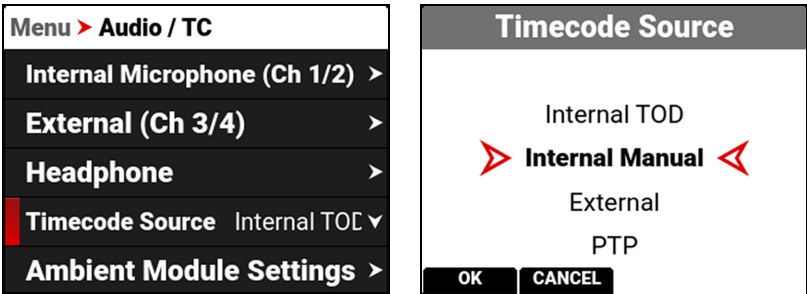 Menu ➤ Audio / TC
Internal Microphone (Ch 1/2)
External (Ch 3/4)
Headphone
Timecode Source Internal TOD
Ambient Module Settings
Timecode Source
Internal TOD
Internal Manual
External
PTP
OK CANCEL